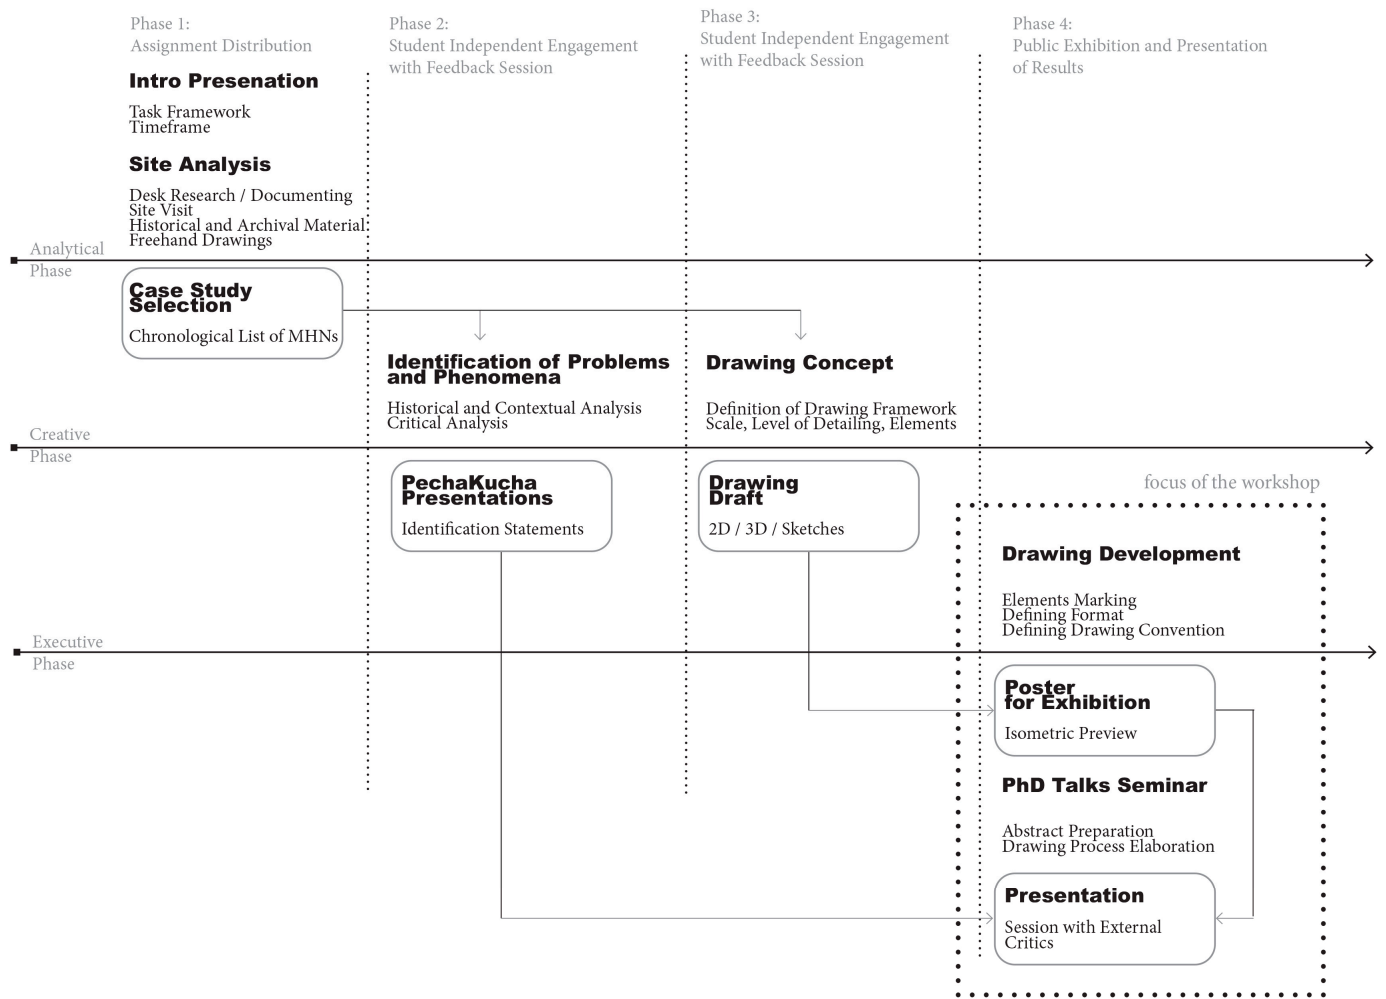 Phase 1:
Assignment Distribution
Phase 2:
Student Independent Engagement
with Feedback Session
Phase 3:
Student Independent Engagement
with Feedback Session
Phase 4:
Public Exhibition and Presentation
of Results
Intro Presenation
Task Framework
Timeframe
Site Analysis
Desk Research / Documenting
Site Visit
Historical and Archival Material
Freehand Drawings
Analytical
Phase
Case Study
Selection
Chronological List of MHNs
Identification of Problems
and Phenomena
Historical and Contextual Analysis
Critical Analysis
Drawing Concept
Definition of Drawing Framework
Scale, Level of Detailing, Elements
Creative
Phase
PechaKucha
Presentations
Identification Statements
Drawing
Draft
2D / 3D / Sketches
focus of the workshop
Drawing Development
Elements Marking
Defining Format
Defining Drawing Convention
Executive
Phase
Poster
for Exhibition
Isometric Preview
PhD Talks Seminar
Abstract Preparation
Drawing Process Elaboration
Presentation
Session with External
Critics